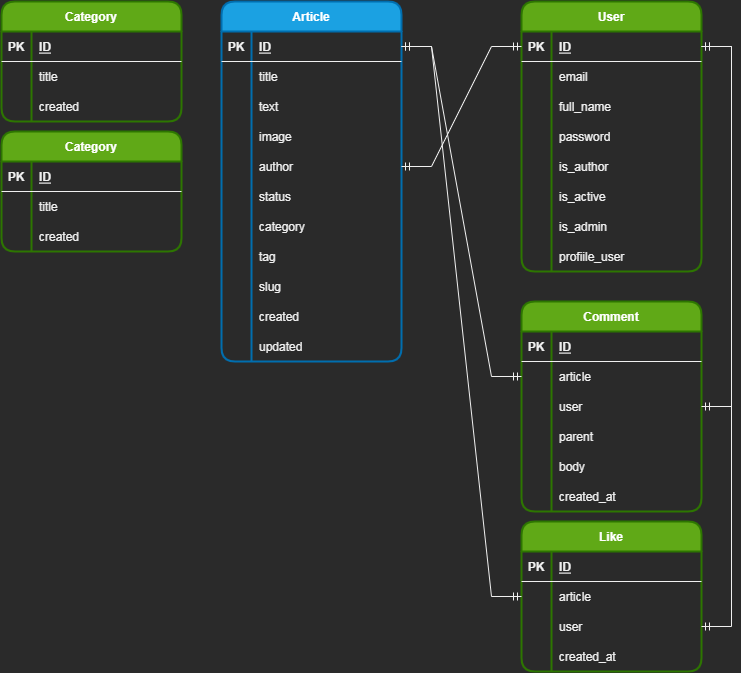 Category
PK ID
title
created
Category
PK ID
title
created
Article
PK ID
title
text
image
author
status
category
tag
slug
created
updated
User
PK ID
email
full_name
password
is_author
is_active
is_admin
profiile_user
Comment
PK ID
article
user
parent
body
created_at
Like
PK ID
article
user
created_at